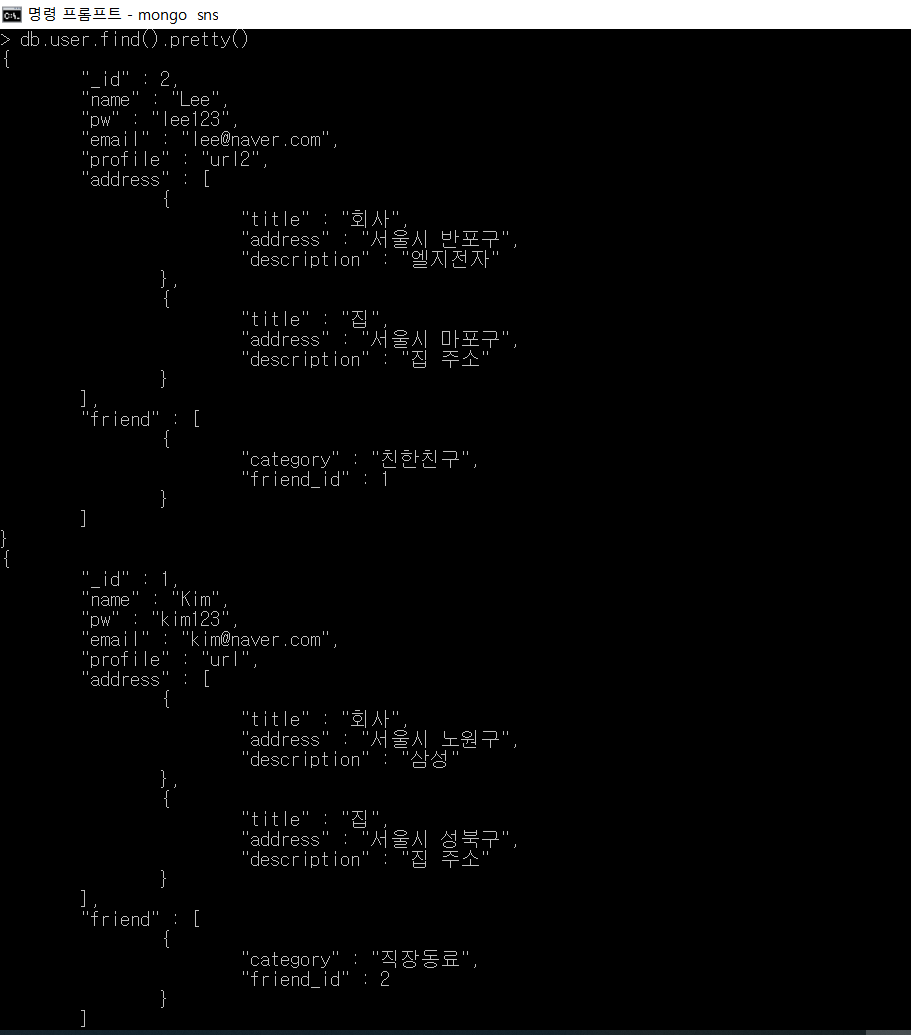 명령 프롬프트 - mongo  sns
> db.user.find().pretty()
{
        "_id" : 2,
        "name" : "Lee",
        "pw" : "lee123",
        "email" : "lee@naver.com",
        "profile" : "url2",
        "address" : [
                {
                        "title" : "회사",
                        "address" : "서울시 반포구",
                        "description" : "엘지전자"
                },
                {
                        "title" : "집",
                        "address" : "서울시 마포구",
                        "description" : "집 주소"
                }
        ],
        "friend" : [
                {
                        "category" : "친한친구",
                        "friend_id" : 1
                }
        ]
}
{
        "_id" : 1,
        "name" : "Kim",
        "pw" : "kim123",
        "email" : "kim@naver.com",
        "profile" : "url",
        "address" : [
                {
                        "title" : "회사",
                        "address" : "서울시 노원구",
                        "description" : "삼성"
                },
                {
                        "title" : "집",
                        "address" : "서울시 성북구",
                        "description" : "집 주소"
                }
        ],
        "friend" : [
                {
                        "category" : "직장동료",
                        "friend_id" : 2
                }
        ]